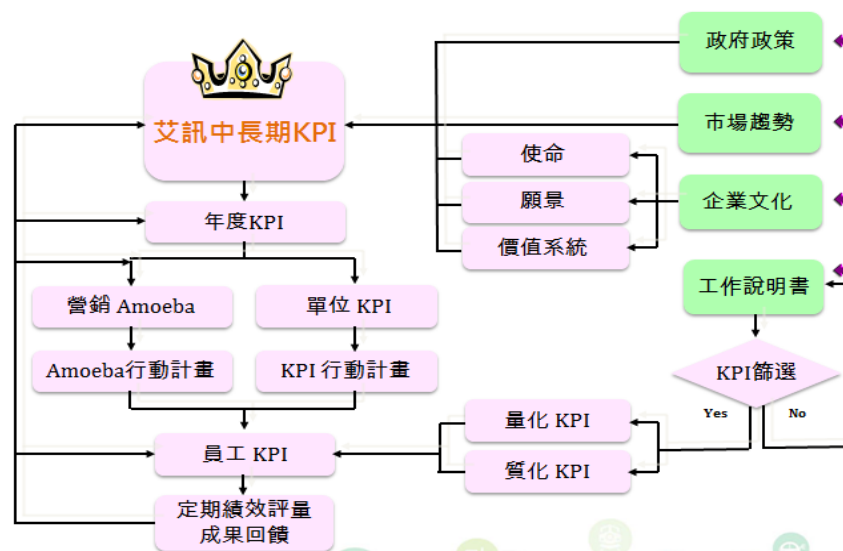 政府政策
艾訊中長期KPI
市場趨勢
使命
年度KPI
願景
企業文化
價值系統
營銷 Amoeba
單位 KPI
工作說明書
Amoeba行動計畫
KPI 行動計畫
KPI篩選
Yes
No
量化 KPI
員工 KPI
質化 KPI
定期績效評量
成果回饋